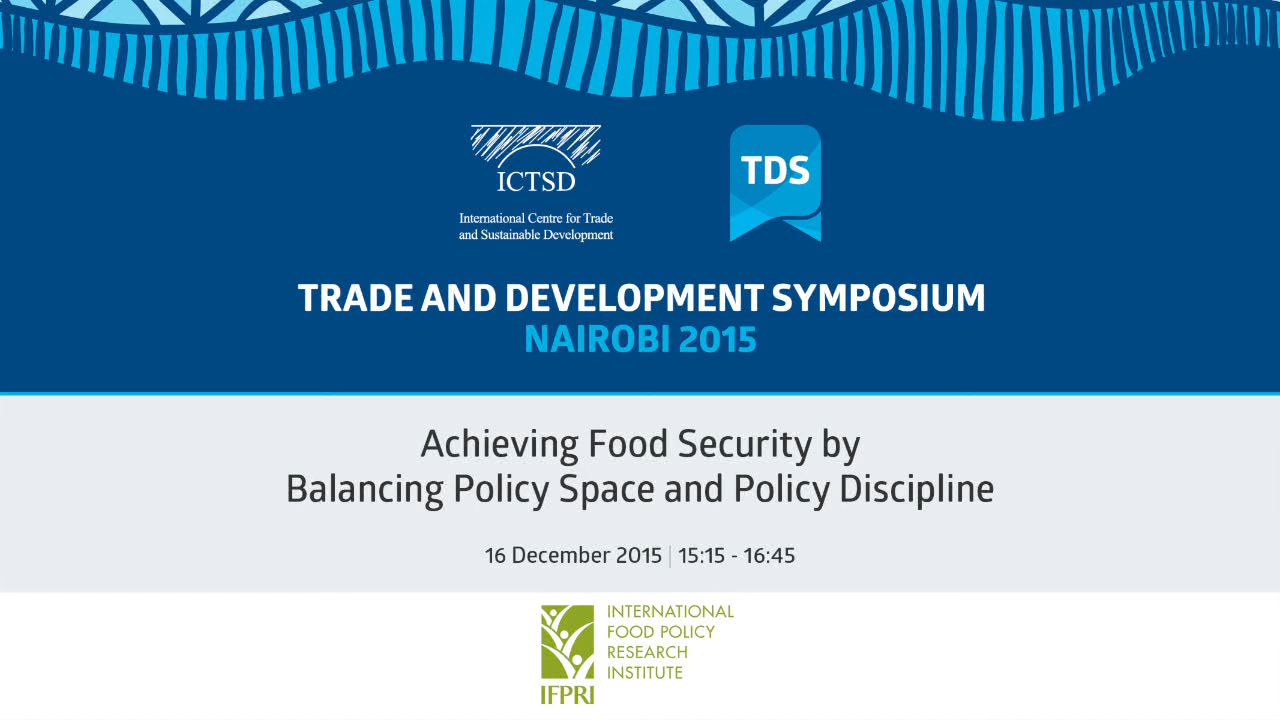 ICTSD
International Centre for Trade
and Sustainable Development
TDS
TRADE AND DEVELOPMENT SYMPOSIUM
NAIROBI 2015
Achieving Food Security by
Balancing Policy Space and Policy Discipline
16 December 2015 | 15:15 - 16:45
INTERNATIONAL
FOOD POLICY
RESEARCH
INSTITUTE
IFPRI